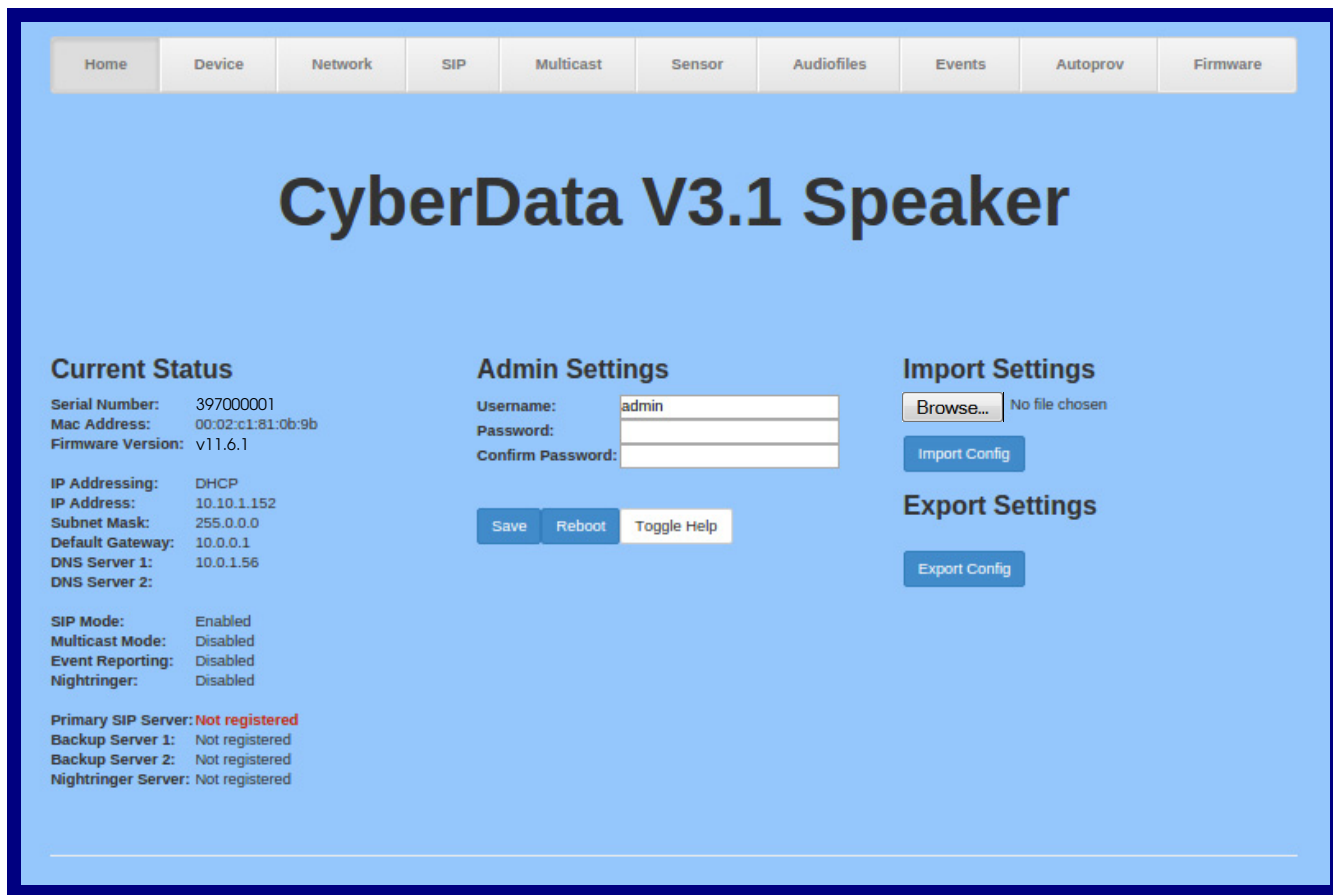 Home Device Network SIP Multicast Sensor Audiofiles Events Autoprov Firmware
CyberData V3.1 Speaker
Current Status
Serial Number: 397000001
Mac Address: 00:02:c1:81:0b:9b
Firmware Version: v11.6.1
IP Addressing: DHCP
IP Address: 10.10.1.152
Subnet Mask: 255.0.0.0
Default Gateway: 10.0.0.1
DNS Server 1: 10.0.1.56
DNS Server 2:
SIP Mode: Enabled
Multicast Mode: Disabled
Event Reporting: Disabled
Nightringer: Disabled
Primary SIP Server: Not registered
Backup Server 1: Not registered
Backup Server 2: Not registered
Nightringer Server: Not registered
Admin Settings
Username: admin
Password:
Confirm Password:
Save Reboot Toggle Help
Import Settings
Browse... No file chosen
Import Config
Export Settings
Export Config